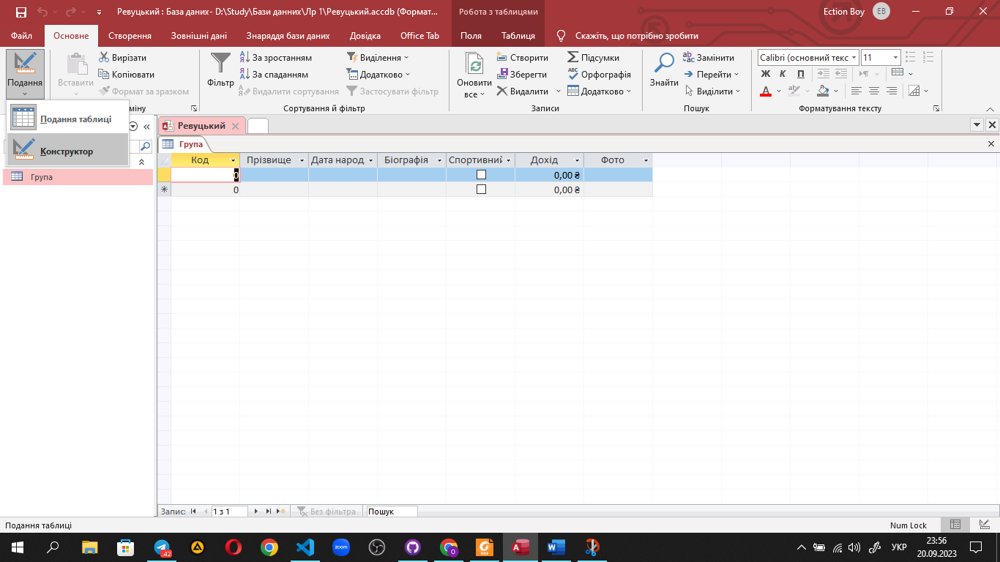 Ревуцький : База даних- D:\Study\Бази данних\Лр 1\Ревуцький.accdb (Формат...
Робота з таблицями
Ection Boy
EB
Файл
Основне
Створення
Зовнішні дані
Знаряддя бази даних
Довідка
Office Tab
Поля
Таблиця
Скажіть, що потрібно зробити
Подання
Вставити
Вирізати
Копіювати
Формат за зразком
Фільтр
За зростанням
За спаданням
Видалити сортування
Виділення
Додатково
Застосувати фільтр
Сортування й фільтр
Оновити все
Створити
Зберегти
Видалити
Підсумки
Орфографія
Додатково
Записи
Знайти
Замінити
Перейти
Виділити
Пошук
Calibri (основний текс
11
Ж К П
Форматування тексту
Подання таблиці
Конструктор
Група
Ревуцький
Група
Код Прізвище Дата народ Біографія Спортивний Дохід Фото
0 0,00 ₴
0 0,00 ₴
Запис: 1 з 1 Без фільтра Пошук
Подання таблиці
Num Lock
zoom
УКР
23:56
20.09.2023